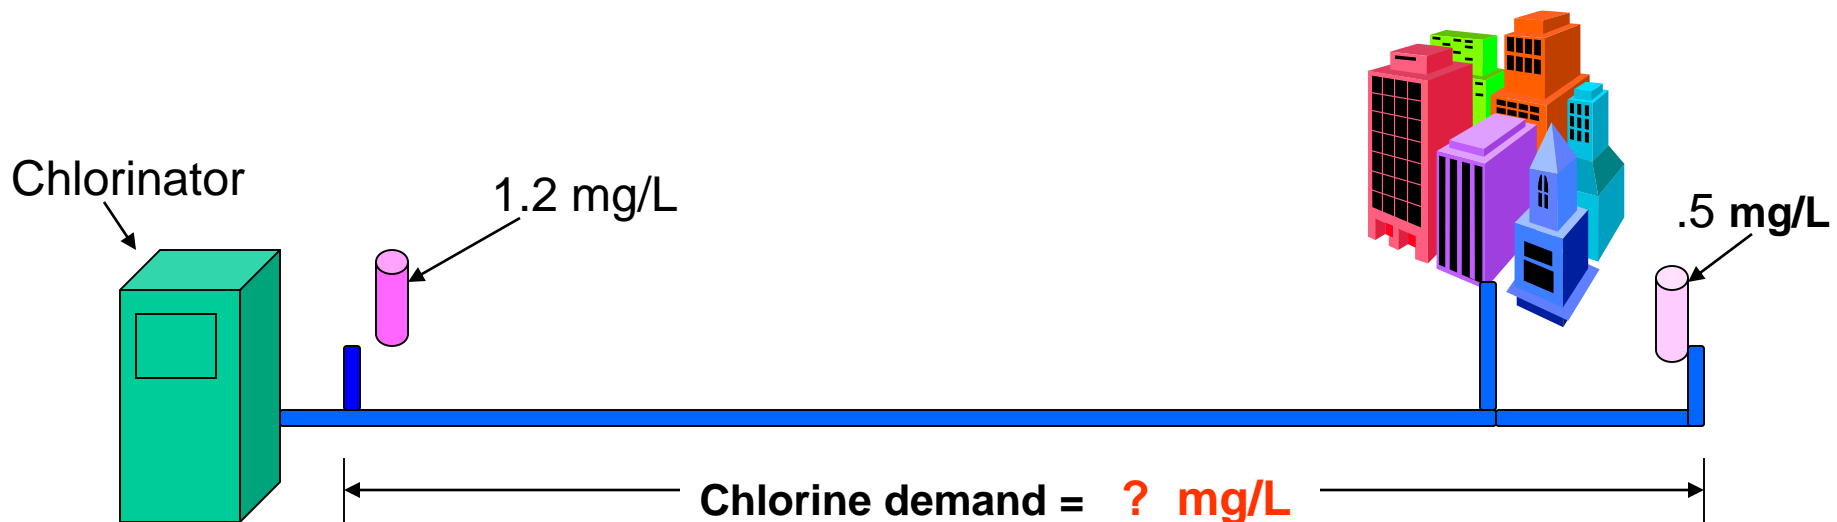 Chlorinator
1.2 mg/L
.5 mg/L
Chlorine demand = ? mg/L